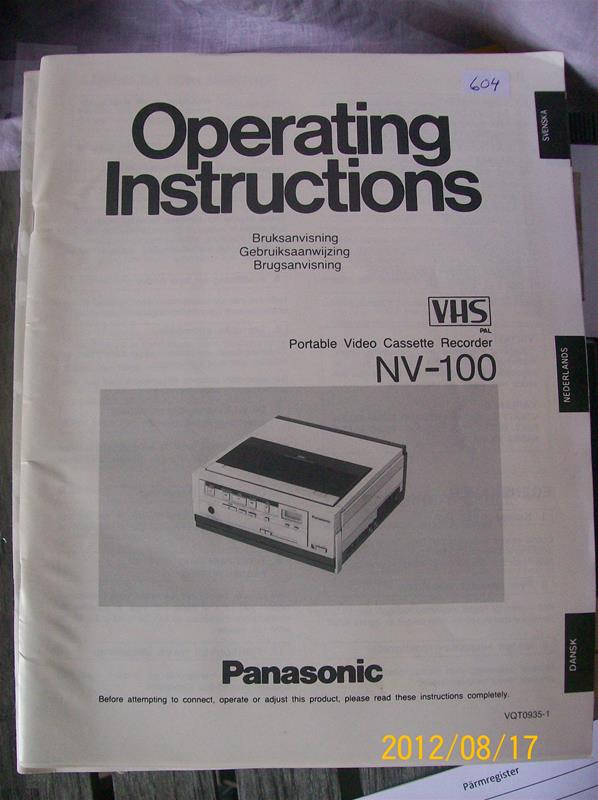 604
SVENSKA
Operating
Instructions
Bruksanvisning
Gebruiksaanwijzing
Brugsanvisning
VHS
PAL
Portable Video Cassette Recorder
NV-100
NEDERLANDS
Panasonic
DANSK
Panasonic
Before attempting to connect, operate or adjust this product, please read these instructions completely.
VQT0935-1
2012/08/17
Pärmregister